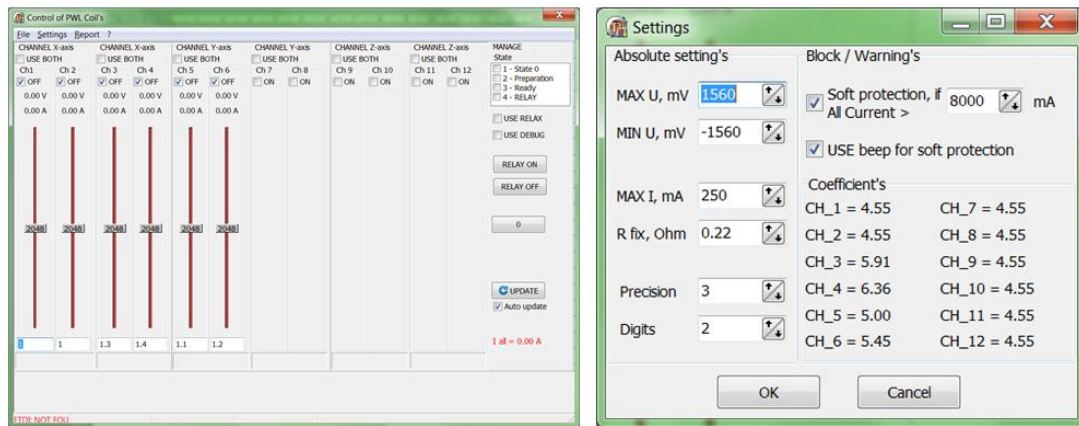 Control of PWL Coil's
File Settings Report ?
CHANNEL X-axis CHANNEL X-axis CHANNEL Y-axis CHANNEL Y-axis CHANNEL Z-axis CHANNEL Z-axis MANAGE
USE BOTH USE BOTH USE BOTH USE BOTH USE BOTH USE BOTH State
Ch1 Ch 2 Ch 3 Ch 4 Ch 5 Ch 6 Ch 7 Ch 8 Ch 9 Ch 10 Ch 11 Ch 12
OFF OFF OFF OFF OFF OFF ON ON ON ON ON ON
1 - State 0
2 - Preparation
3 - Ready
4 - RELAY
0.00 V 0.00 V 0.00 V 0.00 V 0.00 V 0.00 V
0.00 A 0.00 A 0.00 A 0.00 A 0.00 A 0.00 A
USE RELAX
USE DEBUG
RELAY ON
RELAY OFF
2048 2048 2048 2048 2048 2048
0
UPDATE
Auto update
1 1 1.3 1.4 1.1 1.2
I all = 0.00 A
FTDI: NOT FOU
Settings
Absolute setting's
MAX U, mV 1560
MIN U, mV -1560
MAX I, mA 250
R fix, Ohm 0.22
Precision 3
Digits 2
Block / Warning's
Soft protection, if All Current > 8000 mA
USE beep for soft protection
Coefficient's
CH_1 = 4.55 CH_7 = 4.55
CH_2 = 4.55 CH_8 = 4.55
CH_3 = 5.91 CH_9 = 4.55
CH_4 = 6.36 CH_10 = 4.55
CH_5 = 5.00 CH_11 = 4.55
CH_6 = 5.45 CH_12 = 4.55
OK Cancel